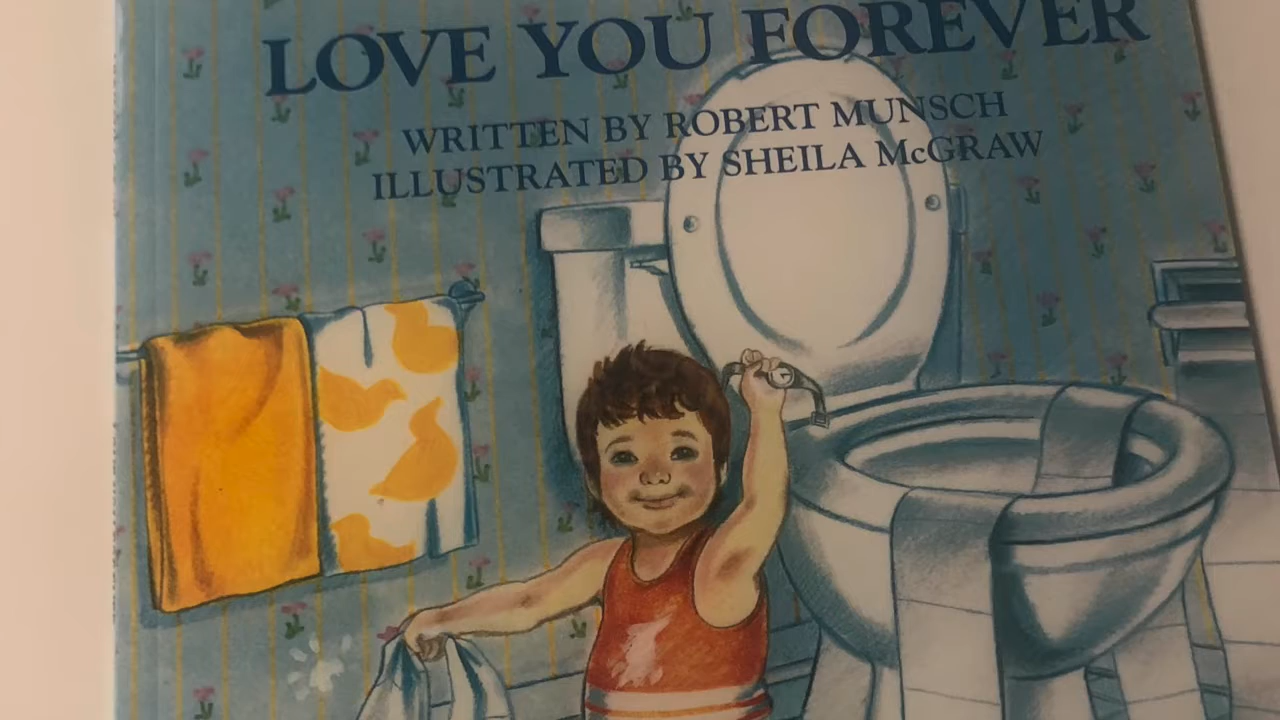 LOVE YOU FOREVER
WRITTEN BY ROBERT MUNSCH
ILLUSTRATED BY SHEILA McGRAW